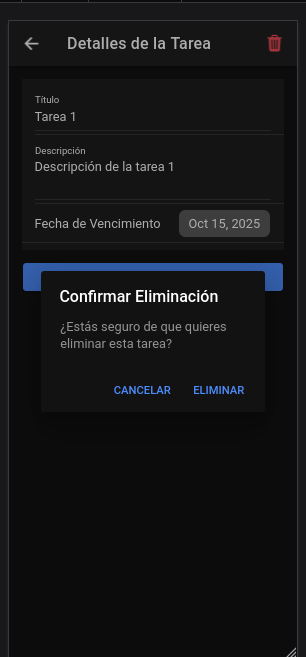 Detalles de la Tarea
Título
Tarea 1
Descripción
Descripción de la tarea 1
Fecha de Vencimiento
Oct 15, 2025
Confirmar Eliminación
¿Estás seguro de que quieres
eliminar esta tarea?
CANCELAR
ELIMINAR